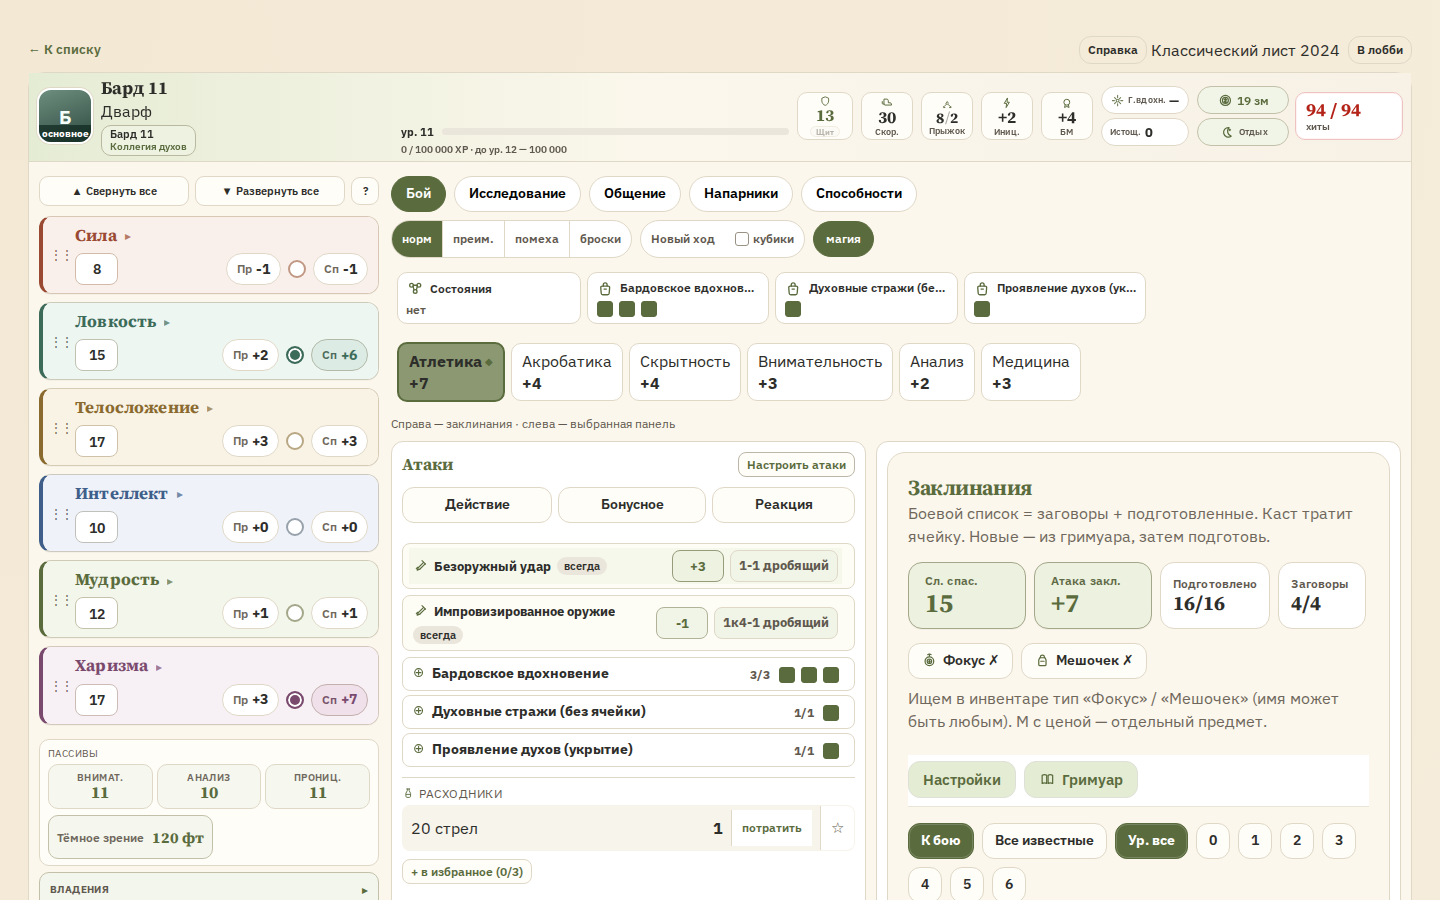 ← К списку
Справка Классический лист 2024 В лобби
Б
основное
Бард 11
Дварф
Бард 11
Коллегия духов
ур. 11
0 / 100 000 XP · до ур. 12 — 100 000
13
Щит
30
Скор.
8/2
Прыжок
+2
Иниц.
+4
БМ
Г.вдохн. —
Истощ. 0
19 зм
Отдых
94 / 94
хиты
▲ Свернуть все
▼ Развернуть все
?
Сила ▸
8
Пр -1
Сп -1
Ловкость ▸
15
Пр +2
Сп +6
Телосложение ▸
17
Пр +3
Сп +3
Интеллект ▸
10
Пр +0
Сп +0
Мудрость ▸
12
Пр +1
Сп +1
Харизма ▸
17
Пр +3
Сп +7
ПАССИВЫ
ВНИМАТ.
11
АНАЛИЗ
10
ПРОНИЦ.
11
Тёмное зрение 120 фт
ВЛАДЕНИЯ ▸
Бой
Исследование
Общение
Напарники
Способности
норм
преим.
помеха
броски
Новый ход
кубики
магия
Состояния
нет
Бардовское вдохнов...
Духовные стражи (бе...
Проявление духов (ук...
Атлетика ◆
+7
Акробатика
+4
Скрытность
+4
Внимательность
+3
Анализ
+2
Медицина
+3
Справа — заклинания · слева — выбранная панель
Атаки
Настроить атаки
Действие
Бонусное
Реакция
Безоружный удар всегда
+3
1-1 дробящий
Импровизированное оружие
всегда
-1
1к4-1 дробящий
Бардовское вдохновение
3/3
Духовные стражи (без ячейки)
1/1
Проявление духов (укрытие)
1/1
РАСХОДНИКИ
20 стрел
1
потратить
☆
+ в избранное (0/3)
Заклинания
Боевой список = заговоры + подготовленные. Каст тратит
ячейку. Новые — из гримуара, затем подготовь.
Сл. спас.
15
Атака закл.
+7
Подготовлено
16/16
Заговоры
4/4
Фокус ✗
Мешочек ✗
Ищем в инвентаре тип «Фокус» / «Мешочек» (имя может
быть любым). М с ценой — отдельный предмет.
Настройки
Гримуар
К бою
Все известные
Ур. все
0
1
2
3
4
5
6